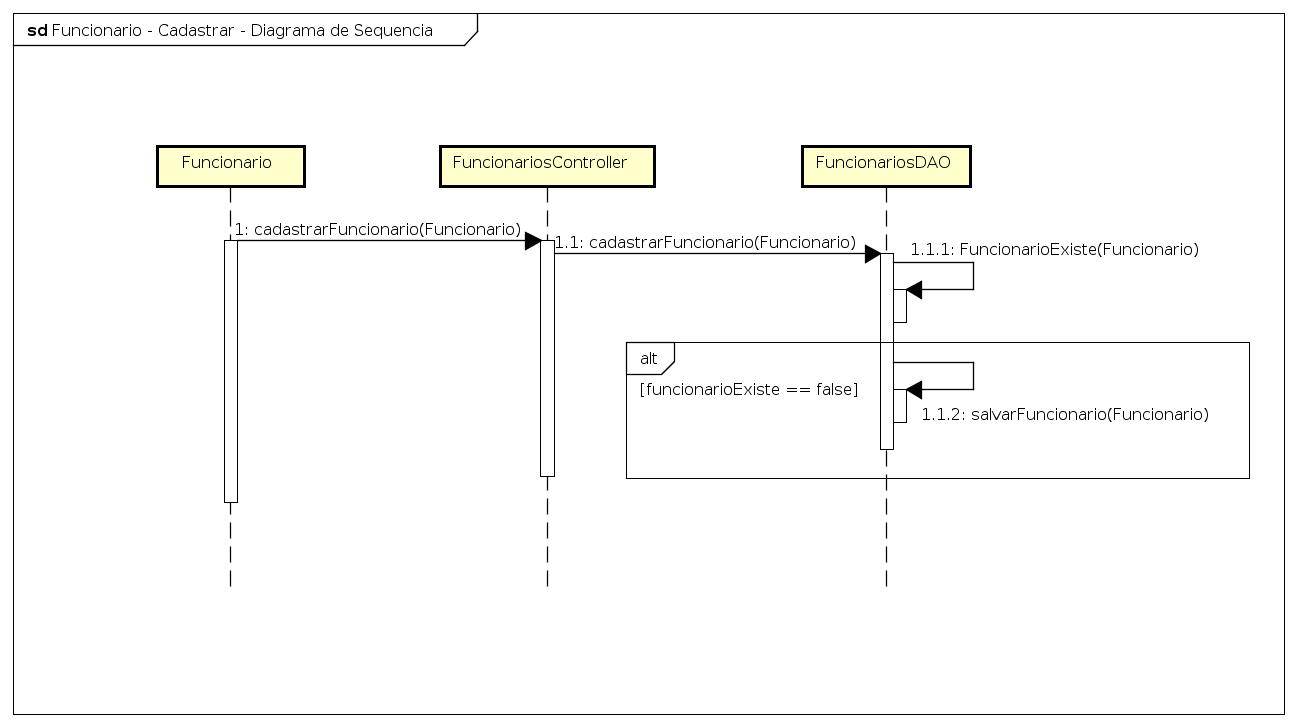 sd Funcionario - Cadastrar - Diagrama de Sequencia
Funcionario
FuncionariosController
FuncionariosDAO
1: cadastrarFuncionario(Funcionario)
1.1: cadastrarFuncionario(Funcionario)
1.1.1: FuncionarioExiste(Funcionario)
alt
[funcionarioExiste == false]
1.1.2: salvarFuncionario(Funcionario)